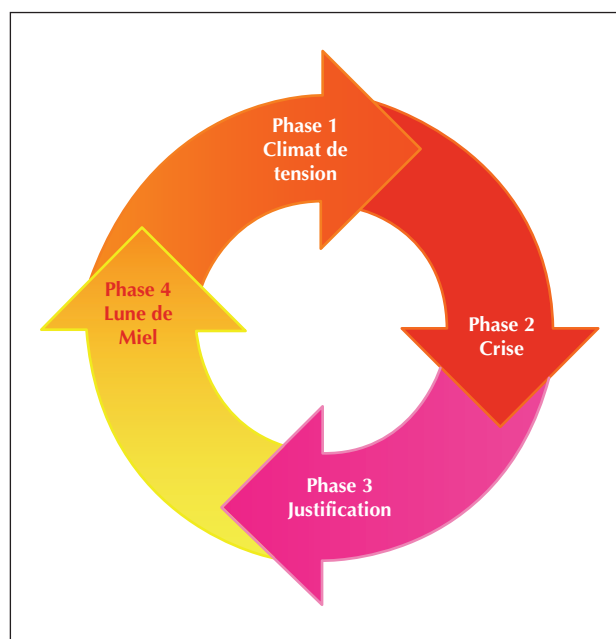 Phase 1
Climat de
tension
Phase 2
Crise
Phase 3
Justification
Phase 4
Lune de
Miel